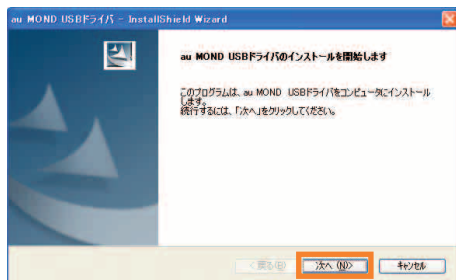 au MOND USBドライバ - InstallShield Wizard
au MOND USBドライバのインストールを開始します
このプログラムは、au MOND USBドライバをコンピュータにインストール
します。
続行するには、「次へ」をクリックしてください。
< 戻る(B)
次へ (N)>
キャンセル